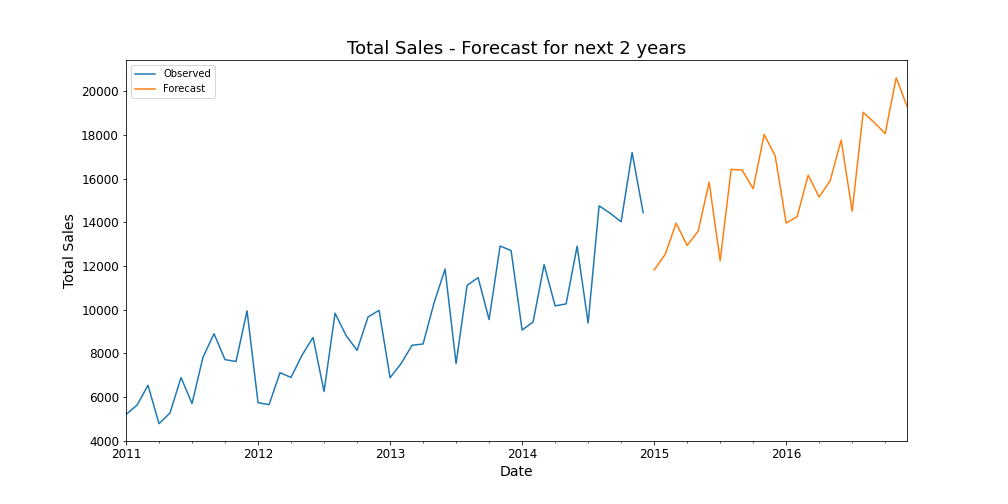 Total Sales - Forecast for next 2 years
Observed
Forecast
Total Sales
20000
18000
16000
14000
12000
10000
8000
6000
4000
2011 2012 2013 2014 2015 2016
Date